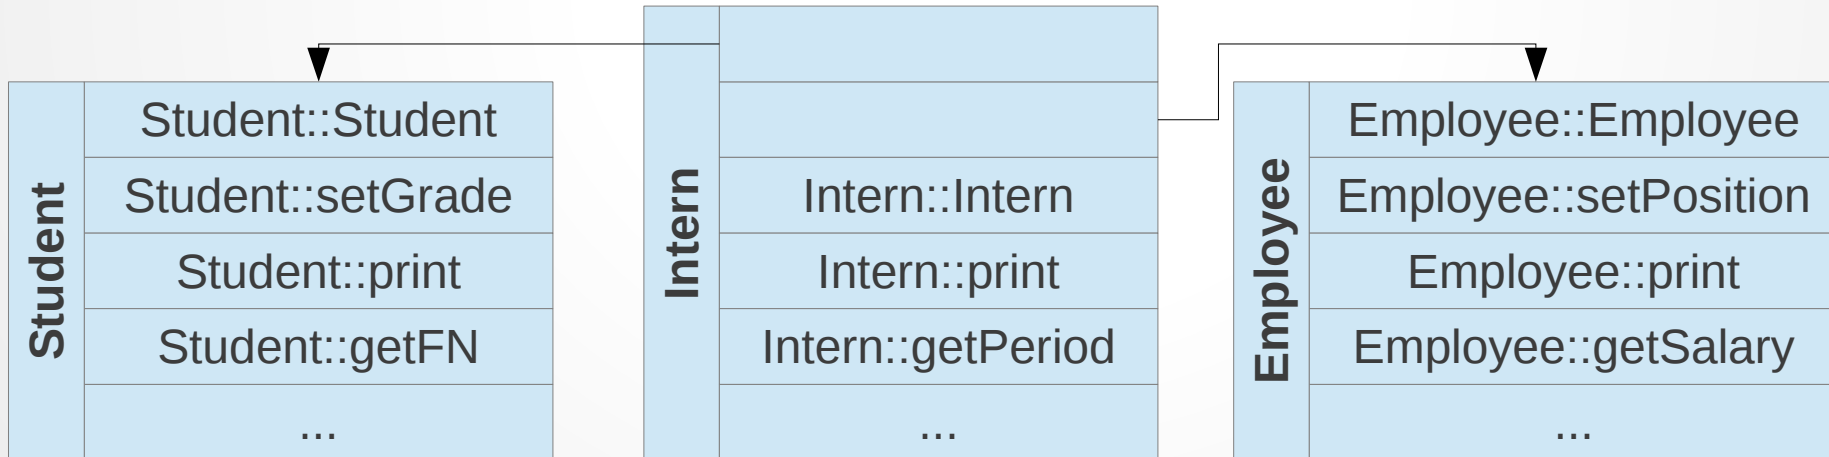 Student
Student::Student
Student::setGrade
Student::print
Student::getFN
...
Intern
Intern::Intern
Intern::print
Intern::getPeriod
...
Employee
Employee::Employee
Employee::setPosition
Employee::print
Employee::getSalary
...